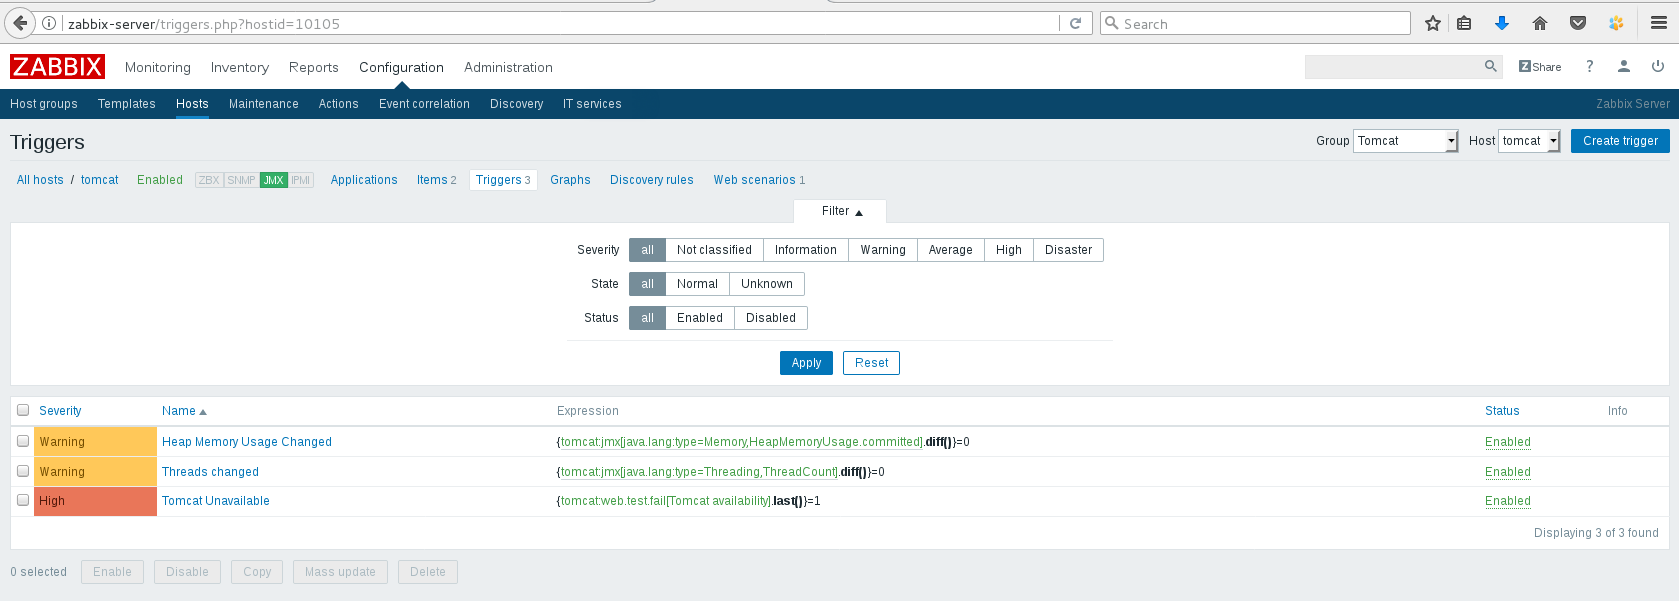 zabbix-server/triggers.php?hostid=10105 Search
ZABBIX Monitoring Inventory Reports Configuration Administration Z Share ?
Host groups Templates Hosts Maintenance Actions Event correlation Discovery IT services Zabbix Server
Triggers Group Tomcat Host tomcat Create trigger
All hosts / tomcat Enabled ZBX SNMP JMX IPMI Applications Items 2 Triggers 3 Graphs Discovery rules Web scenarios 1
Filter ▲
Severity all Not classified Information Warning Average High Disaster
State all Normal Unknown
Status all Enabled Disabled
Apply Reset
Severity Name ▲ Expression Status Info
Warning Heap Memory Usage Changed {tomcat:jmx[java.lang:type=Memory,HeapMemoryUsage.committed].diff()}=0 Enabled
Warning Threads changed {tomcat:jmx[java.lang:type=Threading,ThreadCount].diff()}=0 Enabled
High Tomcat Unavailable {tomcat:web.test.fail[Tomcat availability].last()}=1 Enabled
Displaying 3 of 3 found
0 selected Enable Disable Copy Mass update Delete